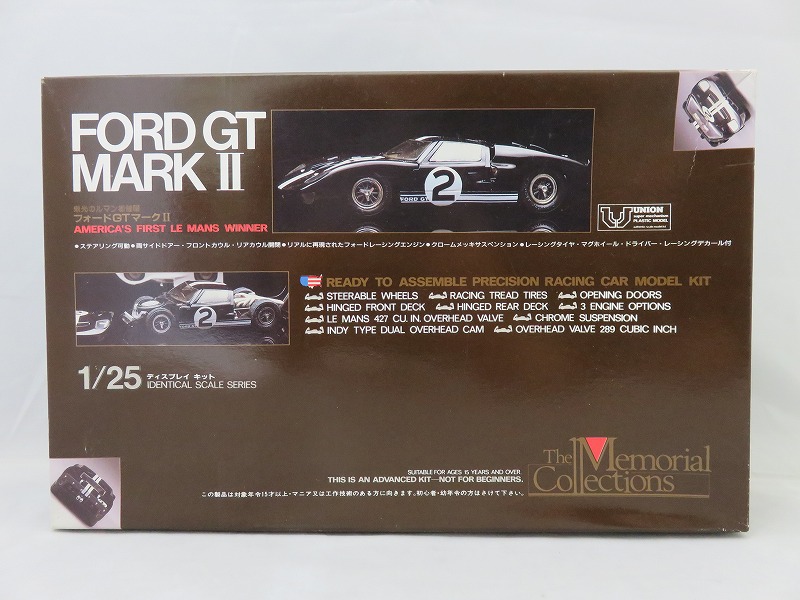 FORD GT
MARK II
フォードGTマークII
AMERICA'S FIRST LE MANS WINNER
2
FORD GT
UNION
super mechanism
PLASTIC MODEL
●ステアリング可動●両サイドドアー・フロントカウル・リアカウル開閉●リアルに再現されたフォードレーシングエンジン●クロームメッキサスペンション●レーシングタイヤ・マグホイール・ドライバー・レーシングデカール付
READY TO ASSEMBLE PRECISION RACING CAR MODEL KIT
STEERABLE WHEELS RACING TREAD TIRES OPENING DOORS
HINGED FRONT DECK HINGED REAR DECK 3 ENGINE OPTIONS
LE MANS 427 CU. IN. OVERHEAD VALVE CHROME SUSPENSION
INDY TYPE DUAL OVERHEAD CAM OVERHEAD VALVE 289 CUBIC INCH
2
1/25 ディスプレイ キット
IDENTICAL SCALE SERIES
The Memorial
Collections
SUITABLE FOR AGES 15 YEARS AND OVER.
THIS IS AN ADVANCED KIT—NOT FOR BEGINNERS.
この製品は対象年令15才以上・マニア又は工作技術のある方に向きます。初心者・幼年令の方はさけて下さい。